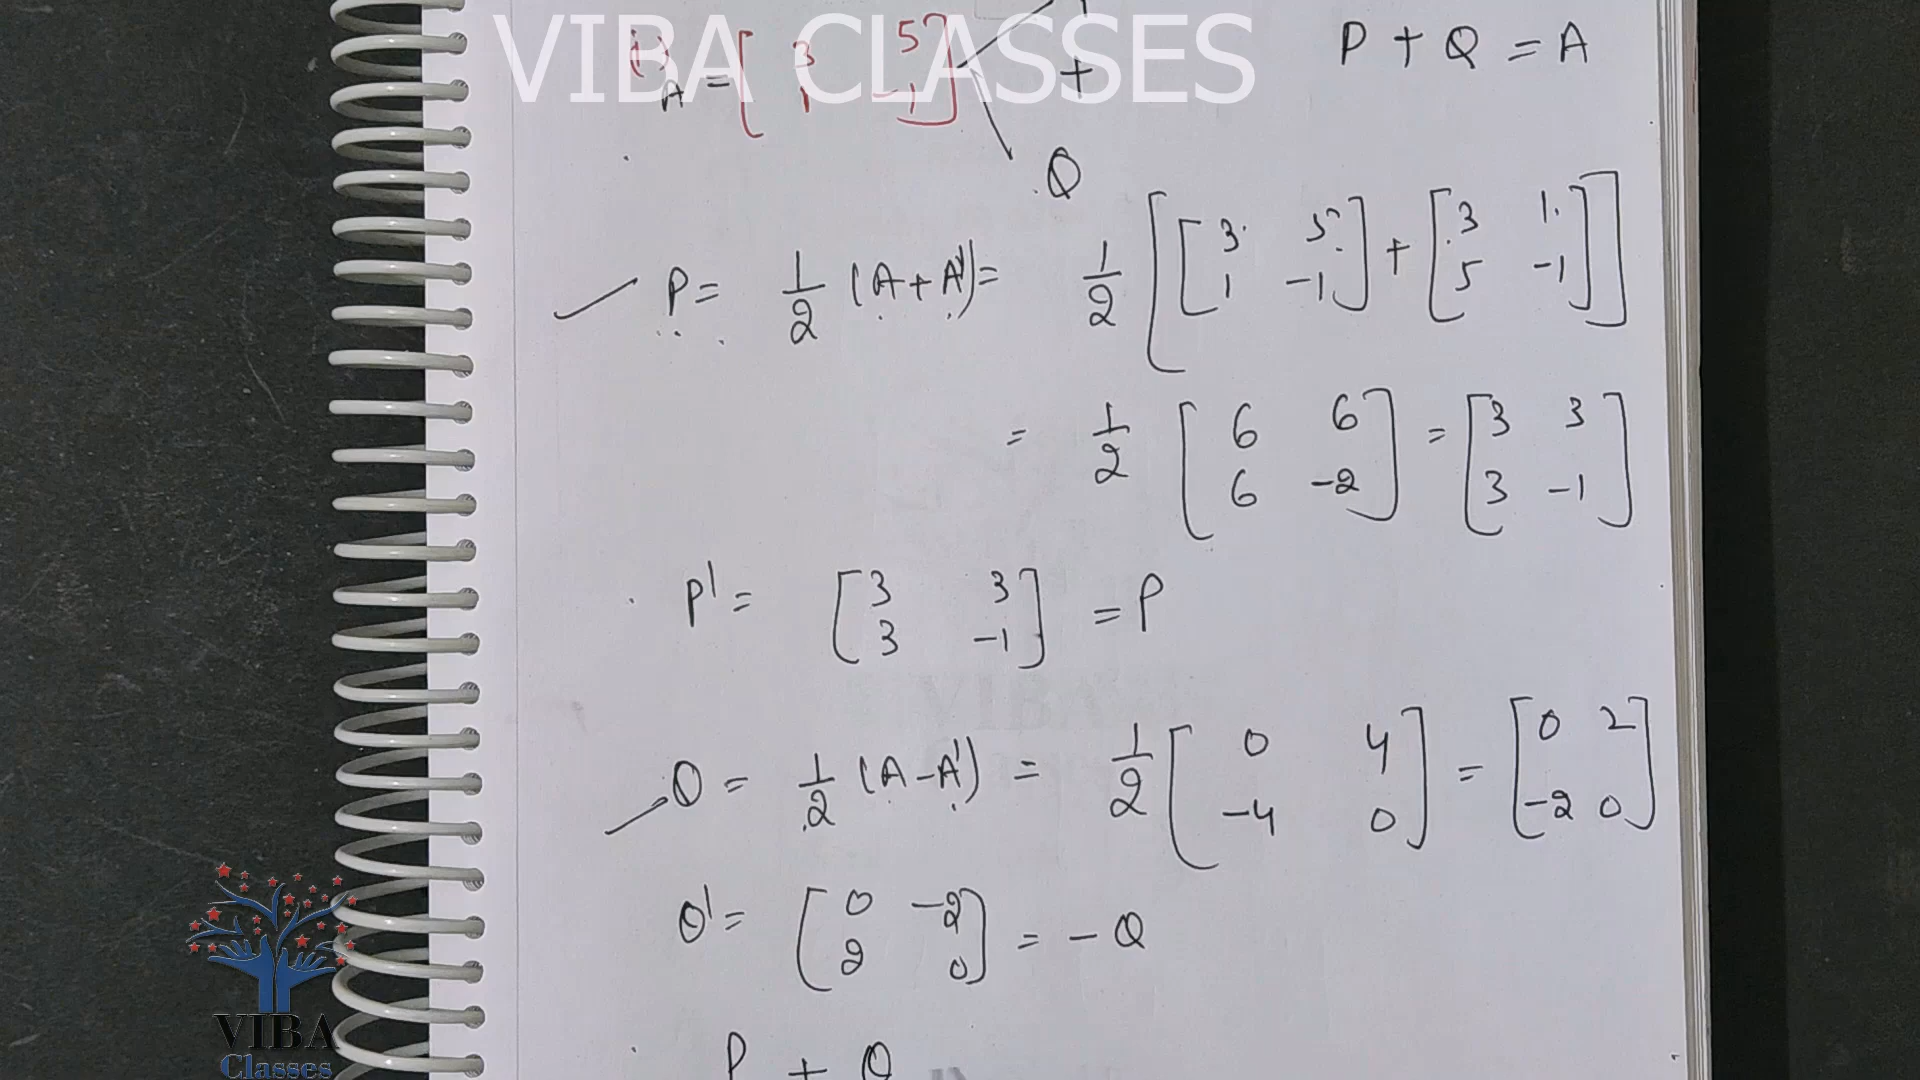 VIBA CLASSES
(i) A = [ 3 5 ; 1 -1 ] + P + Q = A
Q
P = 1/2 (A + A') = 1/2 [ [ 3 5 ; 1 -1 ] + [ 3 1 ; 5 -1 ] ]
= 1/2 [ 6 6 ; 6 -2 ] = [ 3 3 ; 3 -1 ]
P' = [ 3 3 ; 3 -1 ] = P
Q = 1/2 (A - A') = 1/2 [ 0 4 ; -4 0 ] = [ 0 2 ; -2 0 ]
Q' = [ 0 -2 ; 2 0 ] = - Q
P + Q
VIBA
Classes